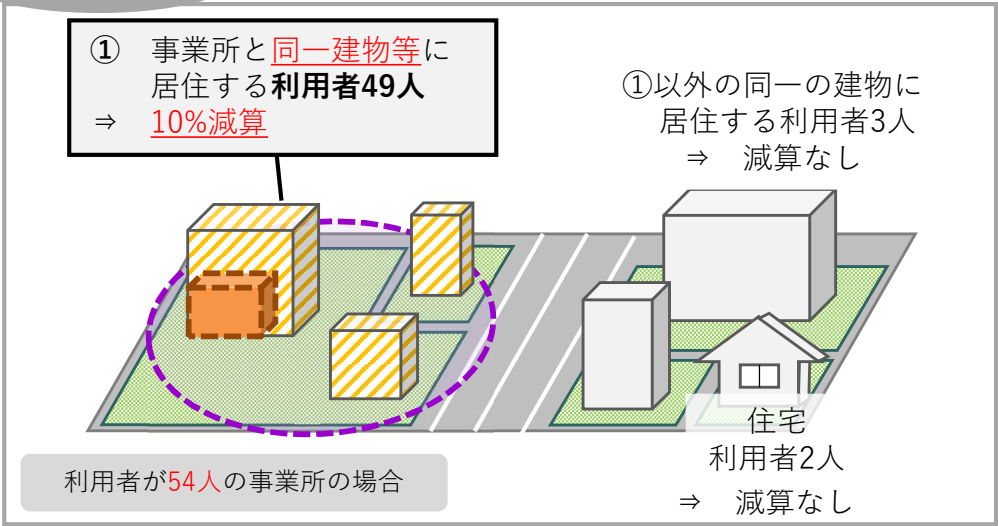 ① 事業所と同一建物等に
居住する利用者49人
⇒ 10%減算
①以外の同一の建物に
居住する利用者3人
⇒ 減算なし
住宅
利用者2人
⇒ 減算なし
利用者が54人の事業所の場合